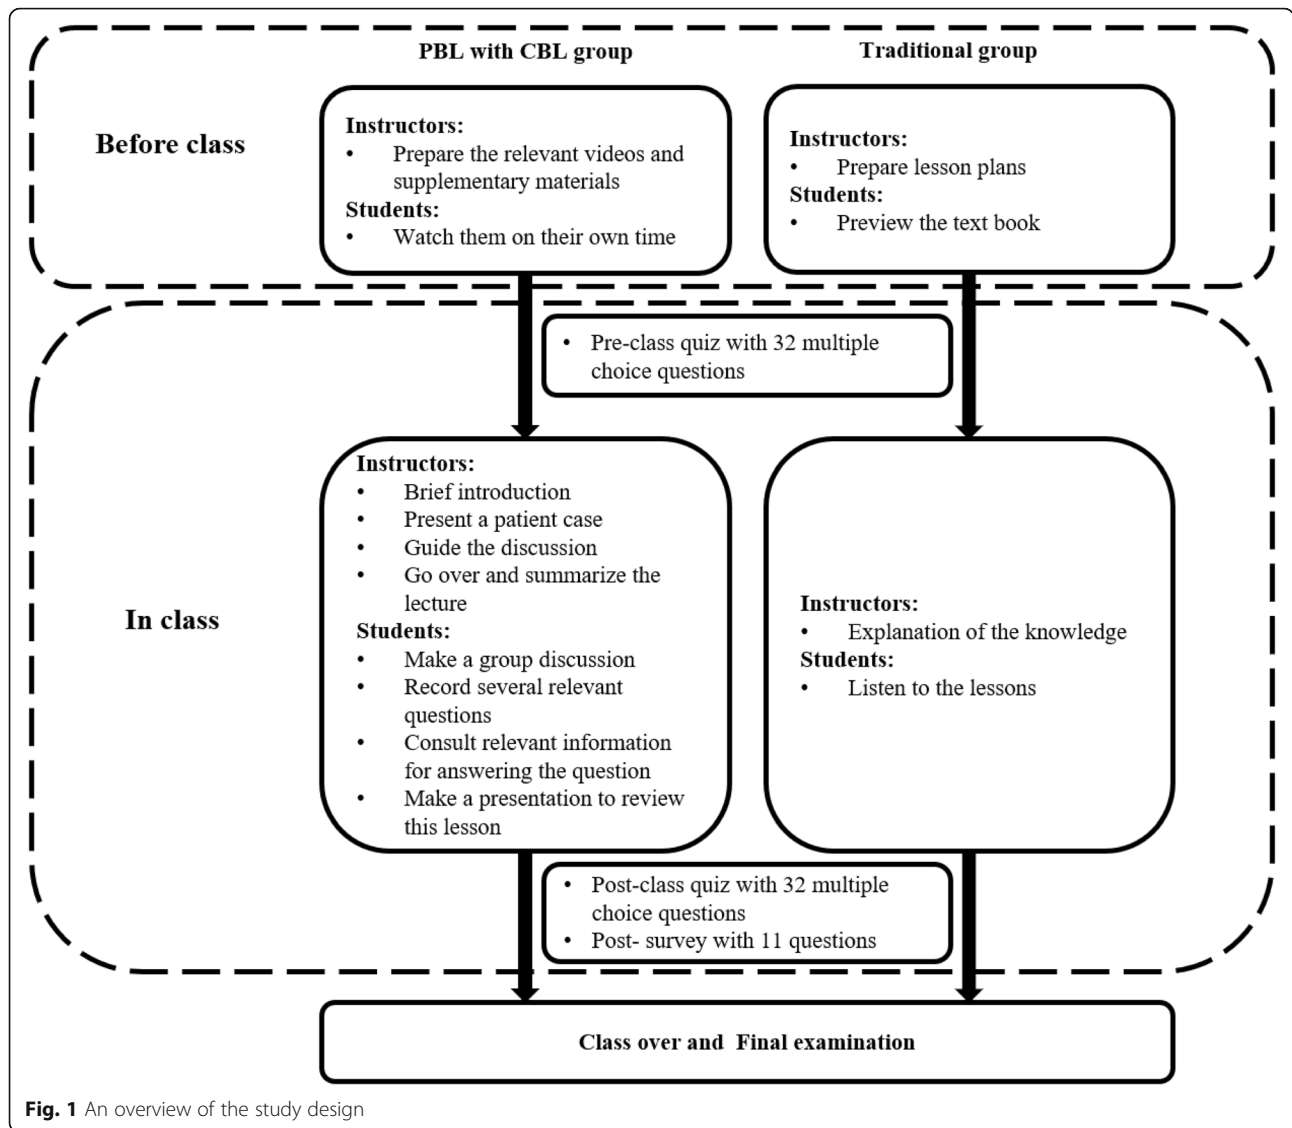 PBL with CBL group
Traditional group
Before class
Instructors:
• Prepare the relevant videos and
supplementary materials
Students:
• Watch them on their own time
Instructors:
• Prepare lesson plans
Students:
• Preview the text book
• Pre-class quiz with 32 multiple
choice questions
In class
Instructors:
• Brief introduction
• Present a patient case
• Guide the discussion
• Go over and summarize the
lecture
Students:
• Make a group discussion
• Record several relevant
questions
• Consult relevant information
for answering the question
• Make a presentation to review
this lesson
Instructors:
• Explanation of the knowledge
Students:
• Listen to the lessons
• Post-class quiz with 32 multiple
choice questions
• Post- survey with 11 questions
Class over and Final examination
Fig. 1 An overview of the study design